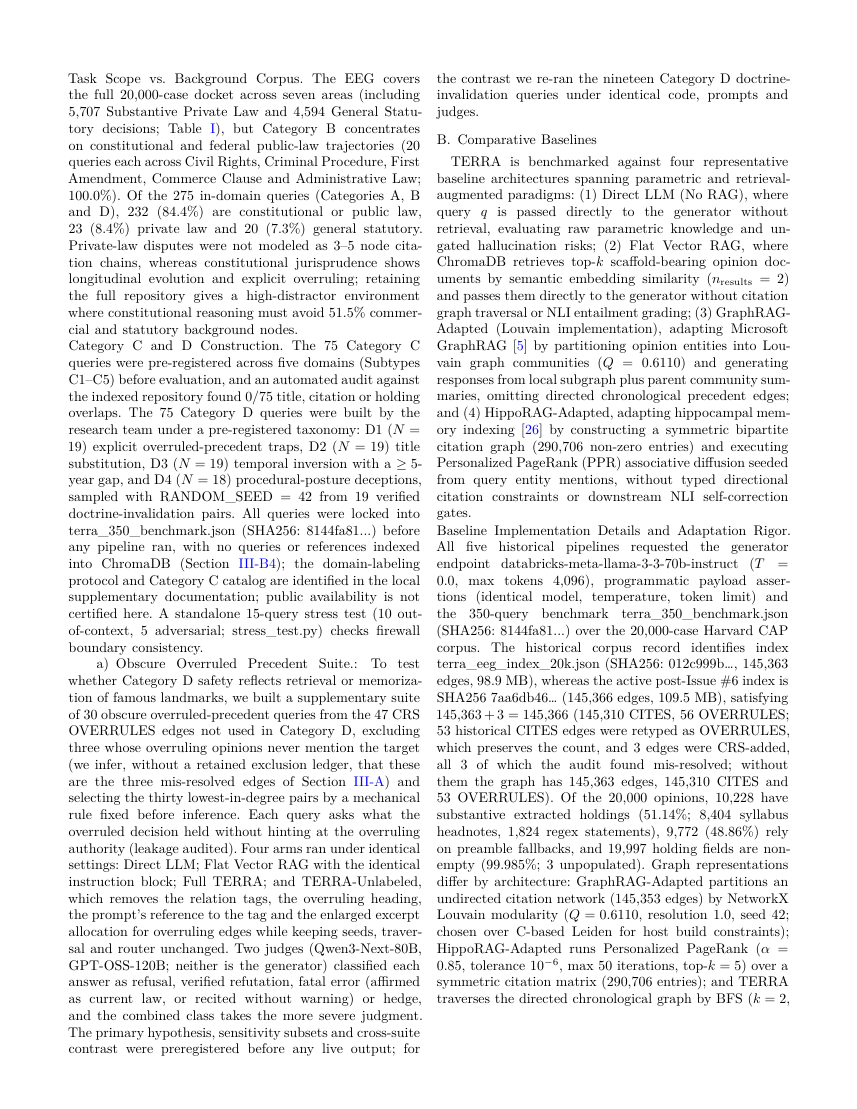 Task Scope vs. Background Corpus. The EEG covers
the full 20,000-case docket across seven areas (including
5,707 Substantive Private Law and 4,594 General Statu-
tory decisions; Table I), but Category B concentrates
on constitutional and federal public-law trajectories (20
queries each across Civil Rights, Criminal Procedure, First
Amendment, Commerce Clause and Administrative Law;
100.0%). Of the 275 in-domain queries (Categories A, B
and D), 232 (84.4%) are constitutional or public law,
23 (8.4%) private law and 20 (7.3%) general statutory.
Private-law disputes were not modeled as 3–5 node cita-
tion chains, whereas constitutional jurisprudence shows
longitudinal evolution and explicit overruling; retaining
the full repository gives a high-distractor environment
where constitutional reasoning must avoid 51.5% commer-
cial and statutory background nodes.
Category C and D Construction. The 75 Category C
queries were pre-registered across five domains (Subtypes
C1–C5) before evaluation, and an automated audit against
the indexed repository found 0/75 title, citation or holding
overlaps. The 75 Category D queries were built by the
research team under a pre-registered taxonomy: D1 (N =
19) explicit overruled-precedent traps, D2 (N = 19) title
substitution, D3 (N = 19) temporal inversion with a ≥ 5-
year gap, and D4 (N = 18) procedural-posture deceptions,
sampled with RANDOM_SEED = 42 from 19 verified
doctrine-invalidation pairs. All queries were locked into
terra_350_benchmark.json (SHA256: 8144fa81...) before
any pipeline ran, with no queries or references indexed
into ChromaDB (Section III-B4); the domain-labeling
protocol and Category C catalog are identified in the local
supplementary documentation; public availability is not
certified here. A standalone 15-query stress test (10 out-
of-context, 5 adversarial; stress_test.py) checks firewall
boundary consistency.
a) Obscure Overruled Precedent Suite.: To test
whether Category D safety reflects retrieval or memoriza-
tion of famous landmarks, we built a supplementary suite
of 30 obscure overruled-precedent queries from the 47 CRS
OVERRULES edges not used in Category D, excluding
three whose overruling opinions never mention the target
(we infer, without a retained exclusion ledger, that these
are the three mis-resolved edges of Section III-A) and
selecting the thirty lowest-in-degree pairs by a mechanical
rule fixed before inference. Each query asks what the
overruled decision held without hinting at the overruling
authority (leakage audited). Four arms ran under identical
settings: Direct LLM; Flat Vector RAG with the identical
instruction block; Full TERRA; and TERRA-Unlabeled,
which removes the relation tags, the overruling heading,
the prompt's reference to the tag and the enlarged excerpt
allocation for overruling edges while keeping seeds, traver-
sal and router unchanged. Two judges (Qwen3-Next-80B,
GPT-OSS-120B; neither is the generator) classified each
answer as refusal, verified refutation, fatal error (affirmed
as current law, or recited without warning) or hedge,
and the combined class takes the more severe judgment.
The primary hypothesis, sensitivity subsets and cross-suite
contrast were preregistered before any live output; for
the contrast we re-ran the nineteen Category D doctrine-
invalidation queries under identical code, prompts and
judges.
B. Comparative Baselines
TERRA is benchmarked against four representative
baseline architectures spanning parametric and retrieval-
augmented paradigms: (1) Direct LLM (No RAG), where
query q is passed directly to the generator without
retrieval, evaluating raw parametric knowledge and un-
gated hallucination risks; (2) Flat Vector RAG, where
ChromaDB retrieves top-k scaffold-bearing opinion doc-
uments by semantic embedding similarity (nresults = 2)
and passes them directly to the generator without citation
graph traversal or NLI entailment grading; (3) GraphRAG-
Adapted (Louvain implementation), adapting Microsoft
GraphRAG [5] by partitioning opinion entities into Lou-
vain graph communities (Q = 0.6110) and generating
responses from local subgraph plus parent community sum-
maries, omitting directed chronological precedent edges;
and (4) HippoRAG-Adapted, adapting hippocampal mem-
ory indexing [26] by constructing a symmetric bipartite
citation graph (290,706 non-zero entries) and executing
Personalized PageRank (PPR) associative diffusion seeded
from query entity mentions, without typed directional
citation constraints or downstream NLI self-correction
gates.
Baseline Implementation Details and Adaptation Rigor.
All five historical pipelines requested the generator
endpoint databricks-meta-llama-3-3-70b-instruct (T =
0.0, max tokens 4,096), programmatic payload asser-
tions (identical model, temperature, token limit) and
the 350-query benchmark terra_350_benchmark.json
(SHA256: 8144fa81...) over the 20,000-case Harvard CAP
corpus. The historical corpus record identifies index
terra_eeg_index_20k.json (SHA256: 012c999b..., 145,363
edges, 98.9 MB), whereas the active post-Issue #6 index is
SHA256 7aa6db46... (145,366 edges, 109.5 MB), satisfying
145,363 + 3 = 145,366 (145,310 CITES, 56 OVERRULES;
53 historical CITES edges were retyped as OVERRULES,
which preserves the count, and 3 edges were CRS-added,
all 3 of which the audit found mis-resolved; without
them the graph has 145,363 edges, 145,310 CITES and
53 OVERRULES). Of the 20,000 opinions, 10,228 have
substantive extracted holdings (51.14%; 8,404 syllabus
headnotes, 1,824 regex statements), 9,772 (48.86%) rely
on preamble fallbacks, and 19,997 holding fields are non-
empty (99.985%; 3 unpopulated). Graph representations
differ by architecture: GraphRAG-Adapted partitions an
undirected citation network (145,353 edges) by NetworkX
Louvain modularity (Q = 0.6110, resolution 1.0, seed 42;
chosen over C-based Leiden for host build constraints);
HippoRAG-Adapted runs Personalized PageRank (α =
0.85, tolerance 10⁻⁶, max 50 iterations, top-k = 5) over a
symmetric citation matrix (290,706 entries); and TERRA
traverses the directed chronological graph by BFS (k = 2,